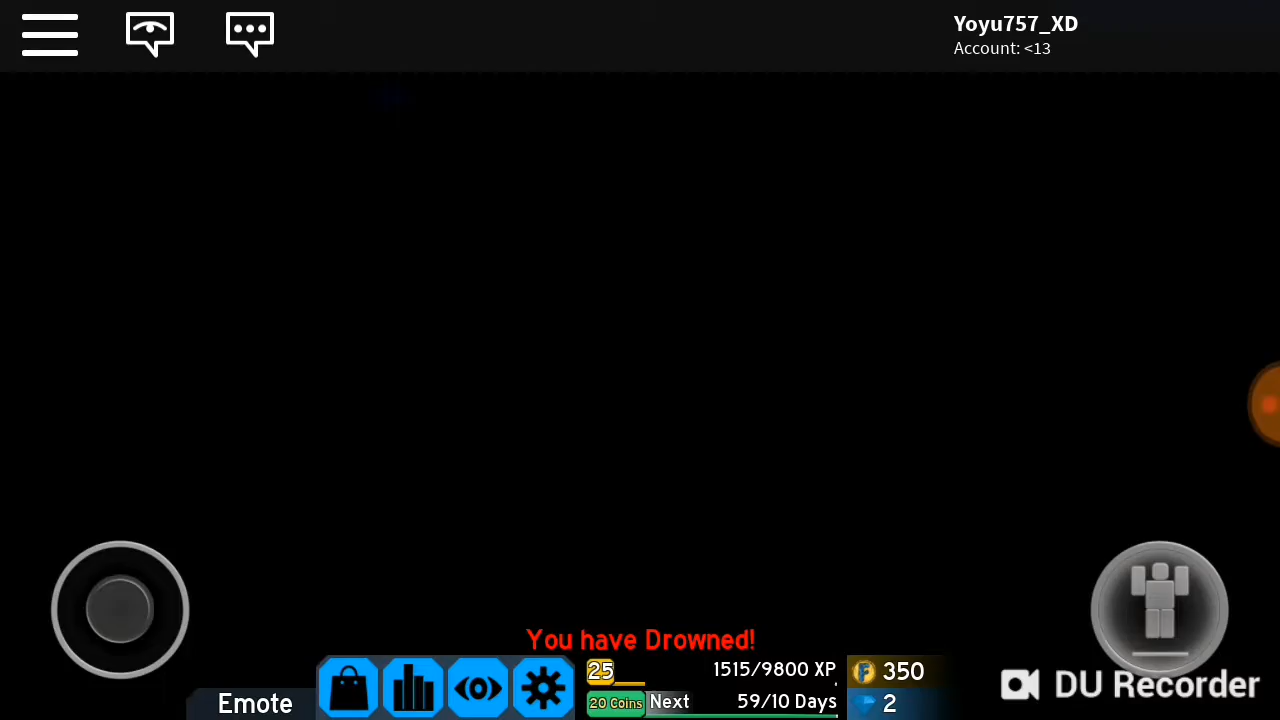 Yoyu757_XD
Account: <13
You have Drowned!
25
1515/9800 XP
350
20 Coins
Next
59/10 Days
2
Emote
DU Recorder